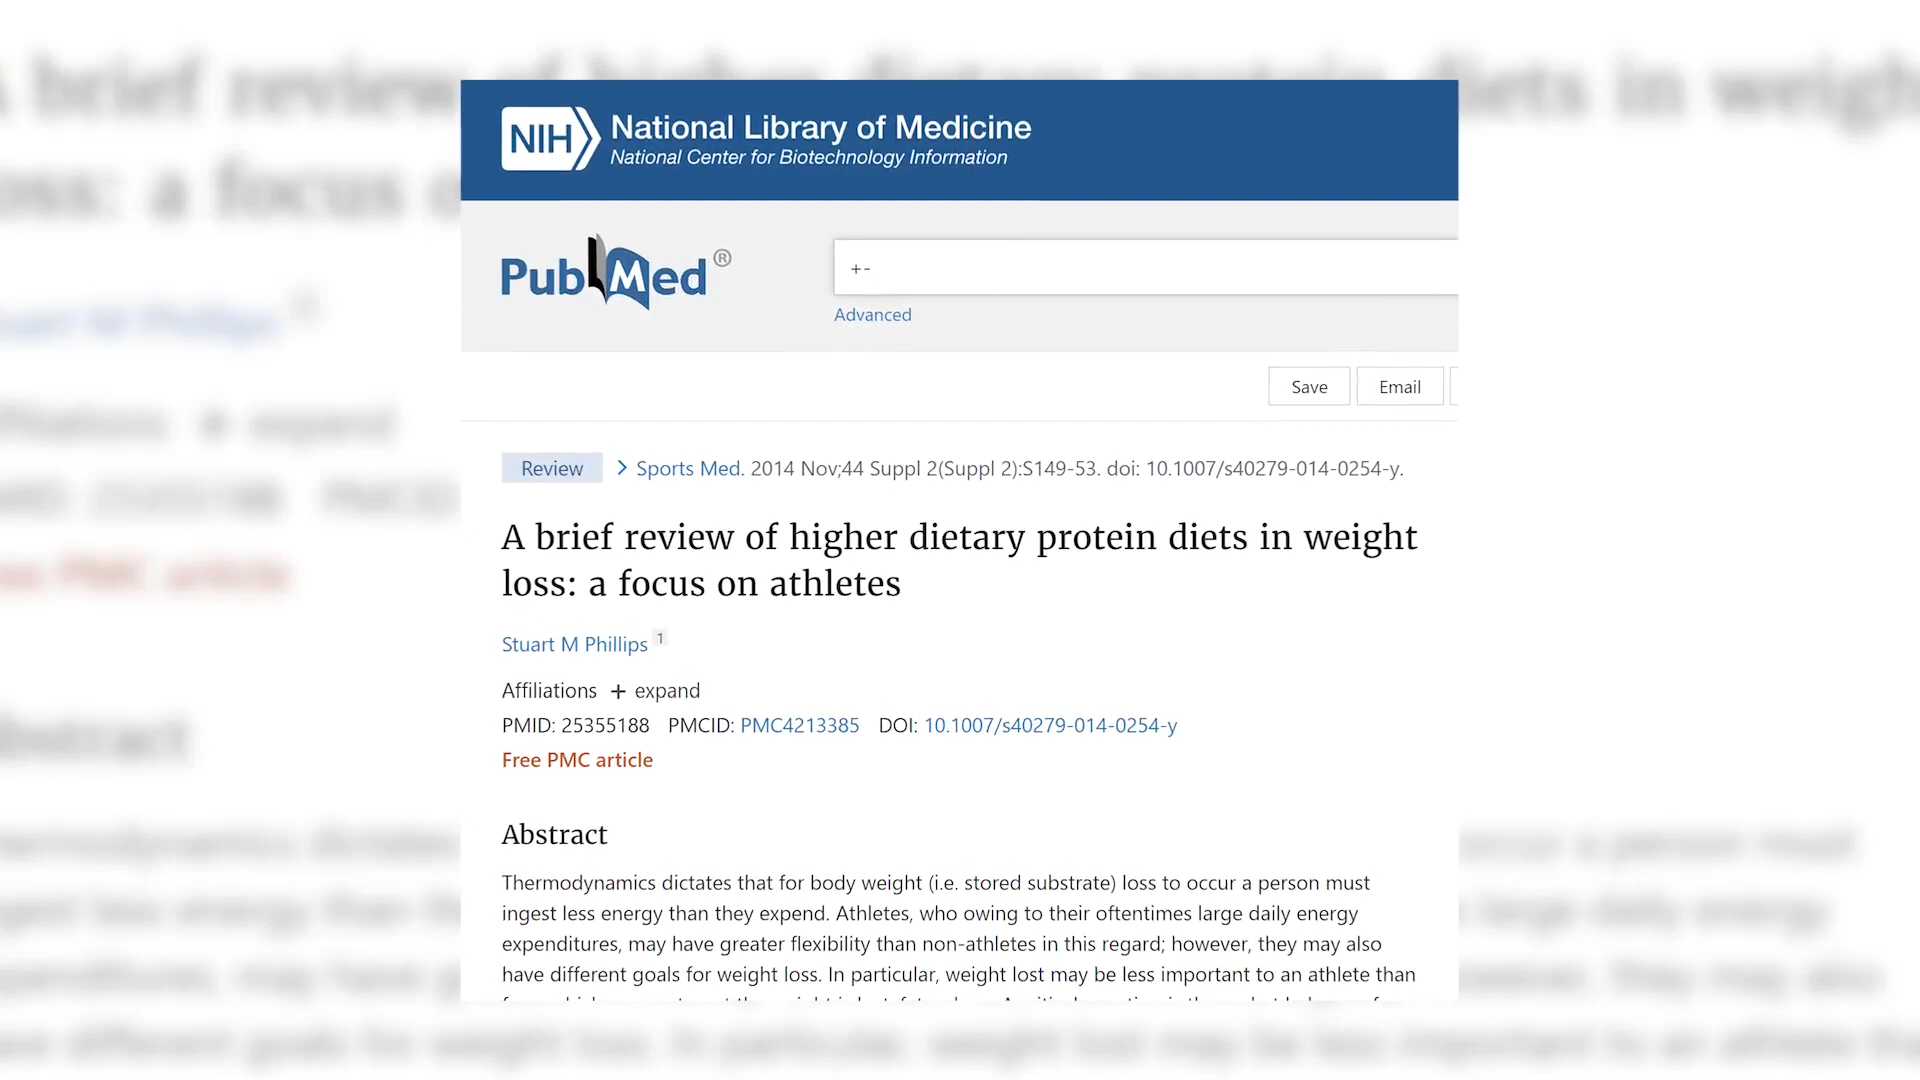 NIH National Library of Medicine
National Center for Biotechnology Information
PubMed®
+-
Advanced
Save Email
Review > Sports Med. 2014 Nov;44 Suppl 2(Suppl 2):S149-53. doi: 10.1007/s40279-014-0254-y.
A brief review of higher dietary protein diets in weight
loss: a focus on athletes
Stuart M Phillips 1
Affiliations + expand
PMID: 25355188 PMCID: PMC4213385 DOI: 10.1007/s40279-014-0254-y
Free PMC article
Abstract
Thermodynamics dictates that for body weight (i.e. stored substrate) loss to occur a person must
ingest less energy than they expend. Athletes, who owing to their oftentimes large daily energy
expenditures, may have greater flexibility than non-athletes in this regard; however, they may also
have different goals for weight loss. In particular, weight lost may be less important to an athlete than